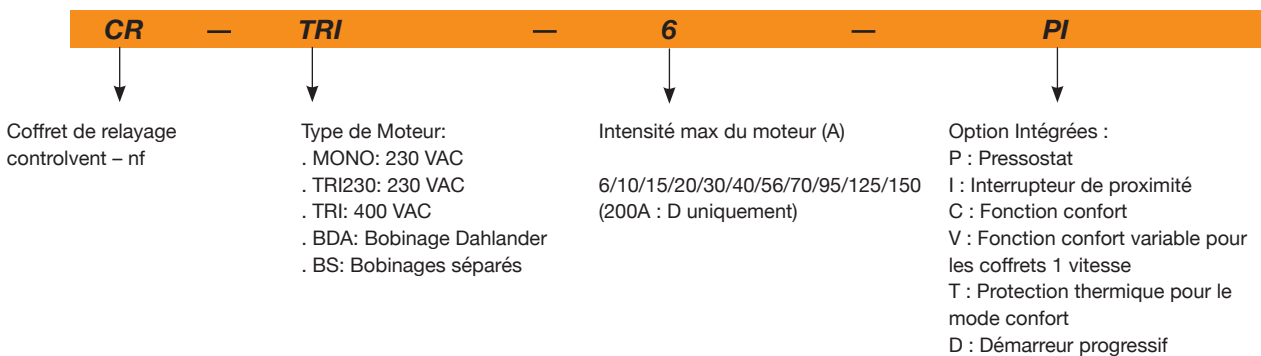 CR — TRI — 6 — PI
Coffret de relayage
controlvent – nf
Type de Moteur:
. MONO: 230 VAC
. TRI230: 230 VAC
. TRI: 400 VAC
. BDA: Bobinage Dahlander
. BS: Bobinages séparés
Intensité max du moteur (A)
6/10/15/20/30/40/56/70/95/125/150
(200A : D uniquement)
Option Intégrées :
P : Pressostat
I : Interrupteur de proximité
C : Fonction confort
V : Fonction confort variable pour
les coffrets 1 vitesse
T : Protection thermique pour le
mode confort
D : Démarreur progressif